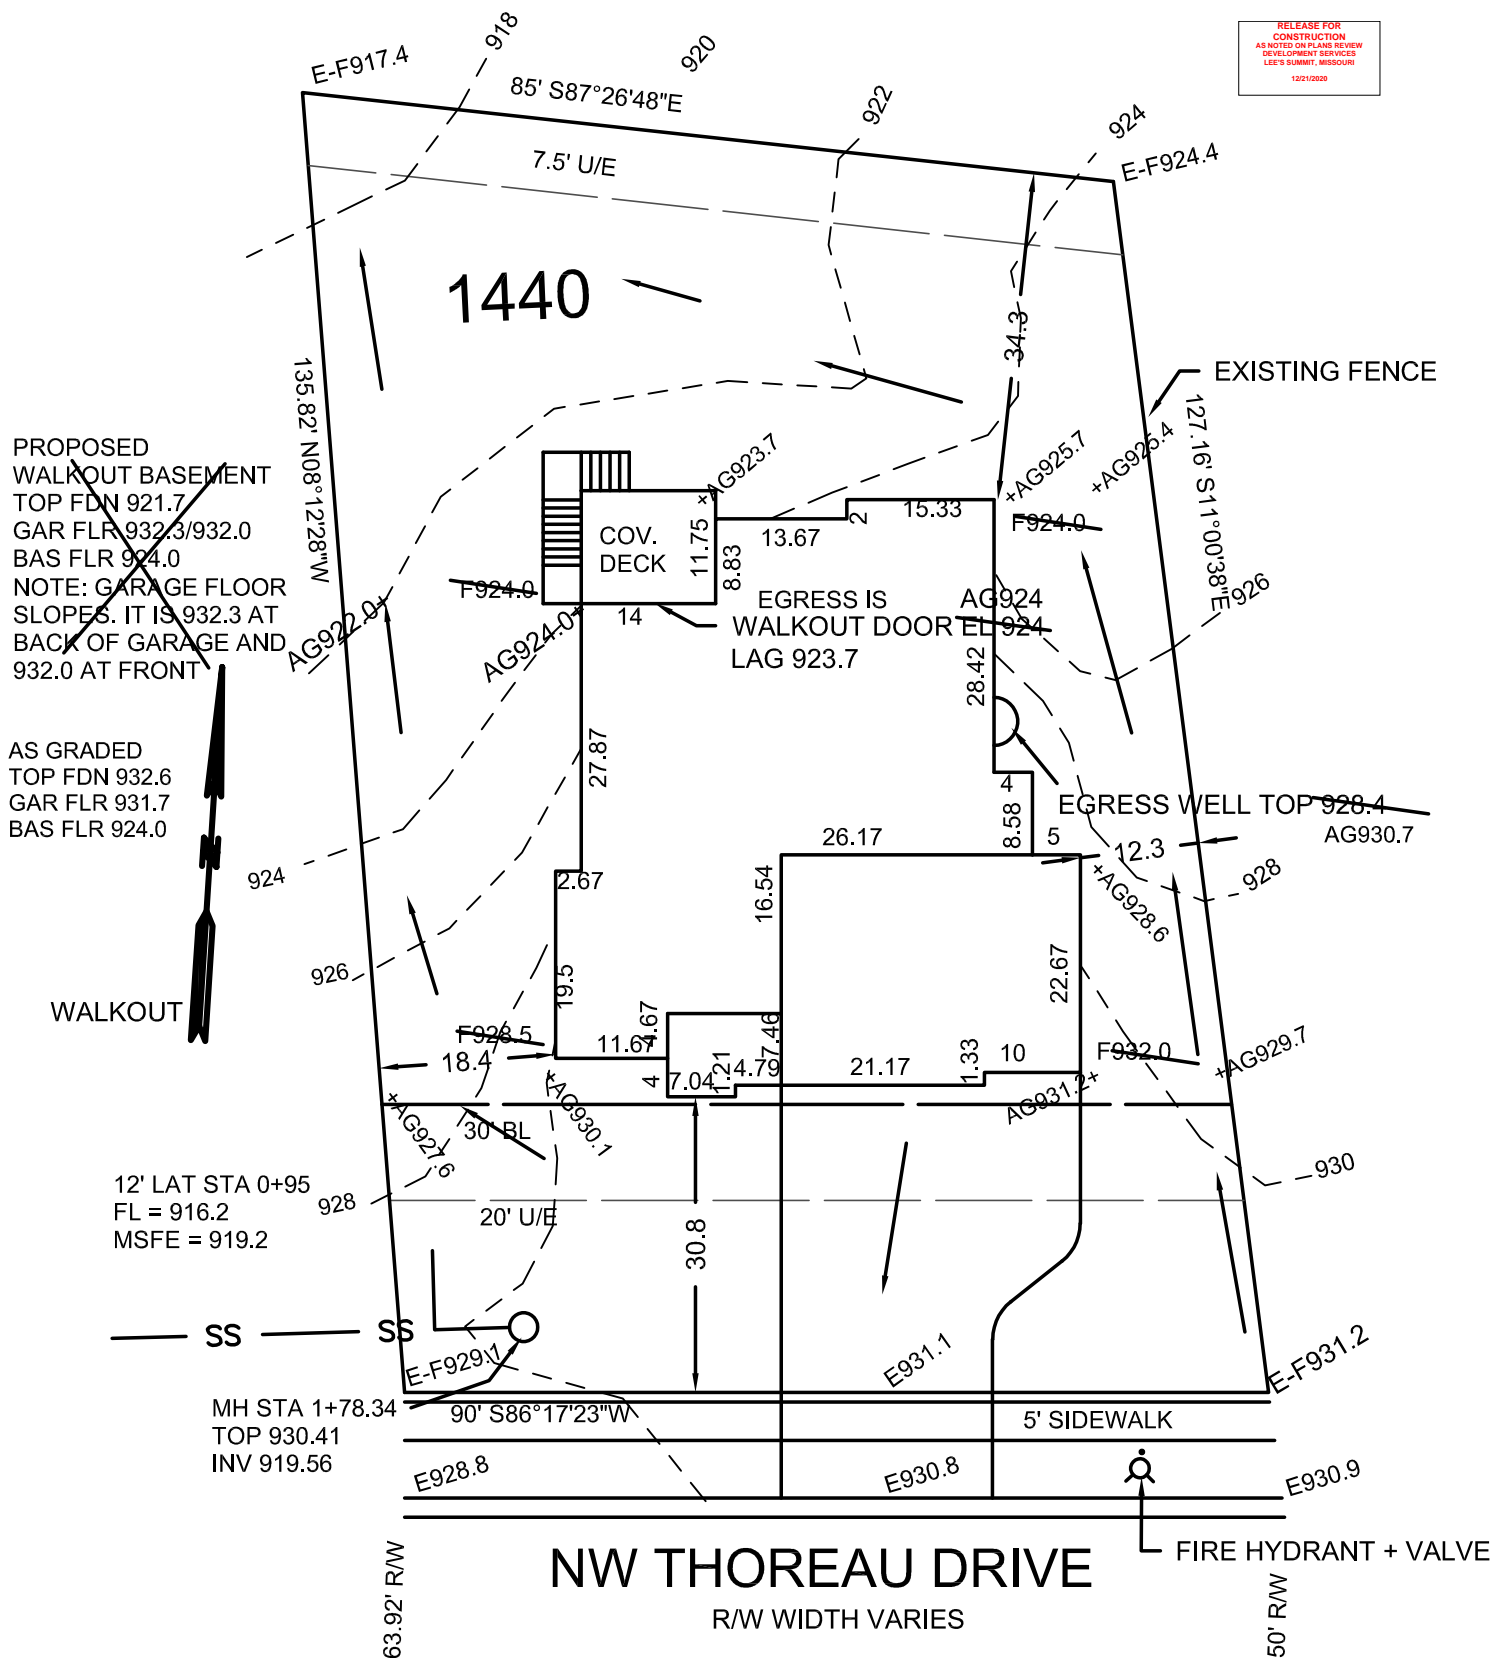 RELEASE FOR
CONSTRUCTION
AS NOTED ON PLANS REVIEW
DEVELOPMENT SERVICES
LEE'S SUMMIT, MISSOURI
12/21/2020
918
920
922
924
E-F917.4
85' S87°26'48"E
E-F924.4
7.5' U/E
1440
34.3
EXISTING FENCE
135.82' N08°12'28"W
127.16' S11°00'38"E
PROPOSED
WALKOUT BASEMENT
TOP FDN 921.7
GAR FLR 932.3/932.0
BAS FLR 924.0
NOTE: GARAGE FLOOR
SLOPES. IT IS 932.3 AT
BACK OF GARAGE AND
932.0 AT FRONT
+AG923.7
+AG925.7
+AG925.4
15.33
2
F924.0
13.67
11.75
8.83
COV.
DECK
F924.0
14
EGRESS IS
WALKOUT DOOR EL 924
LAG 923.7
AG924
926
AG922.0+
AG924.0+
28.42
27.87
AS GRADED
TOP FDN 932.6
GAR FLR 931.7
BAS FLR 924.0
4
EGRESS WELL TOP 928.4
AG930.7
8.58
5
12.3
26.17
924
2.67
16.54
928
+AG928.6
926
19.5
22.67
N
WALKOUT
F928.5
4.67
7.46
11.67
18.4
4
7.04
1.21
4.79
21.17
1.33
10
F932.0
+AG929.7
AG931.2+
+AG927.6
+AG930.1
30' BL
930
12' LAT STA 0+95
FL = 916.2
MSFE = 919.2
928
20' U/E
30.8
SS
SS
E-F929.1
E931.1
E-F931.2
MH STA 1+78.34
TOP 930.41
INV 919.56
90' S86°17'23"W
5' SIDEWALK
E928.8
E930.8
E930.9
63.92' R/W
NW THOREAU DRIVE
R/W WIDTH VARIES
FIRE HYDRANT + VALVE
50' R/W